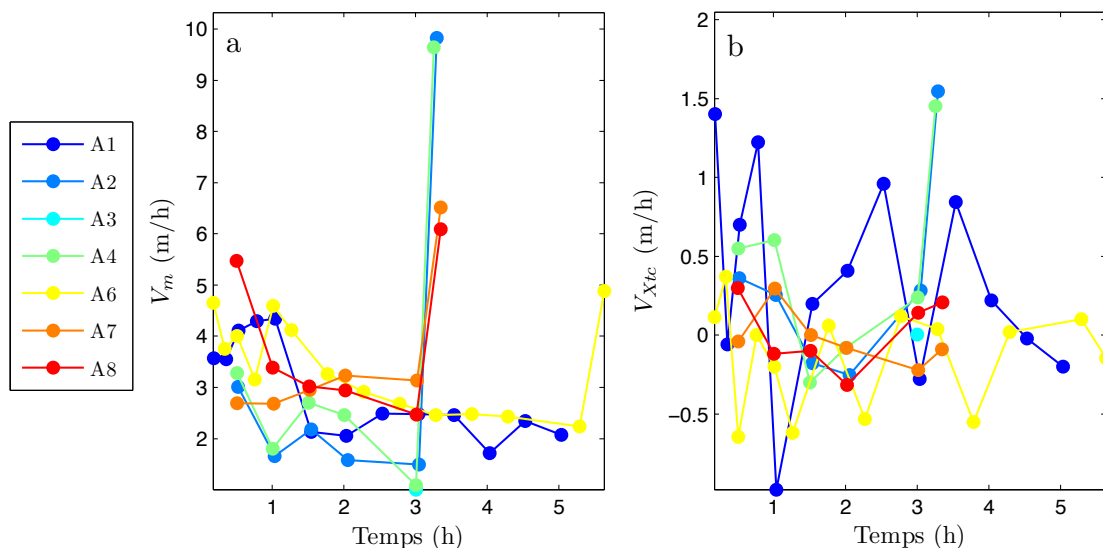 A1
A2
A3
A4
A6
A7
A8
a
V_m (m/h)
10
9
8
7
6
5
4
3
2
1 2 3 4 5
Temps (h)
b
V_{Xtc} (m/h)
2
1.5
1
0.5
0
−0.5
1 2 3 4 5
Temps (h)